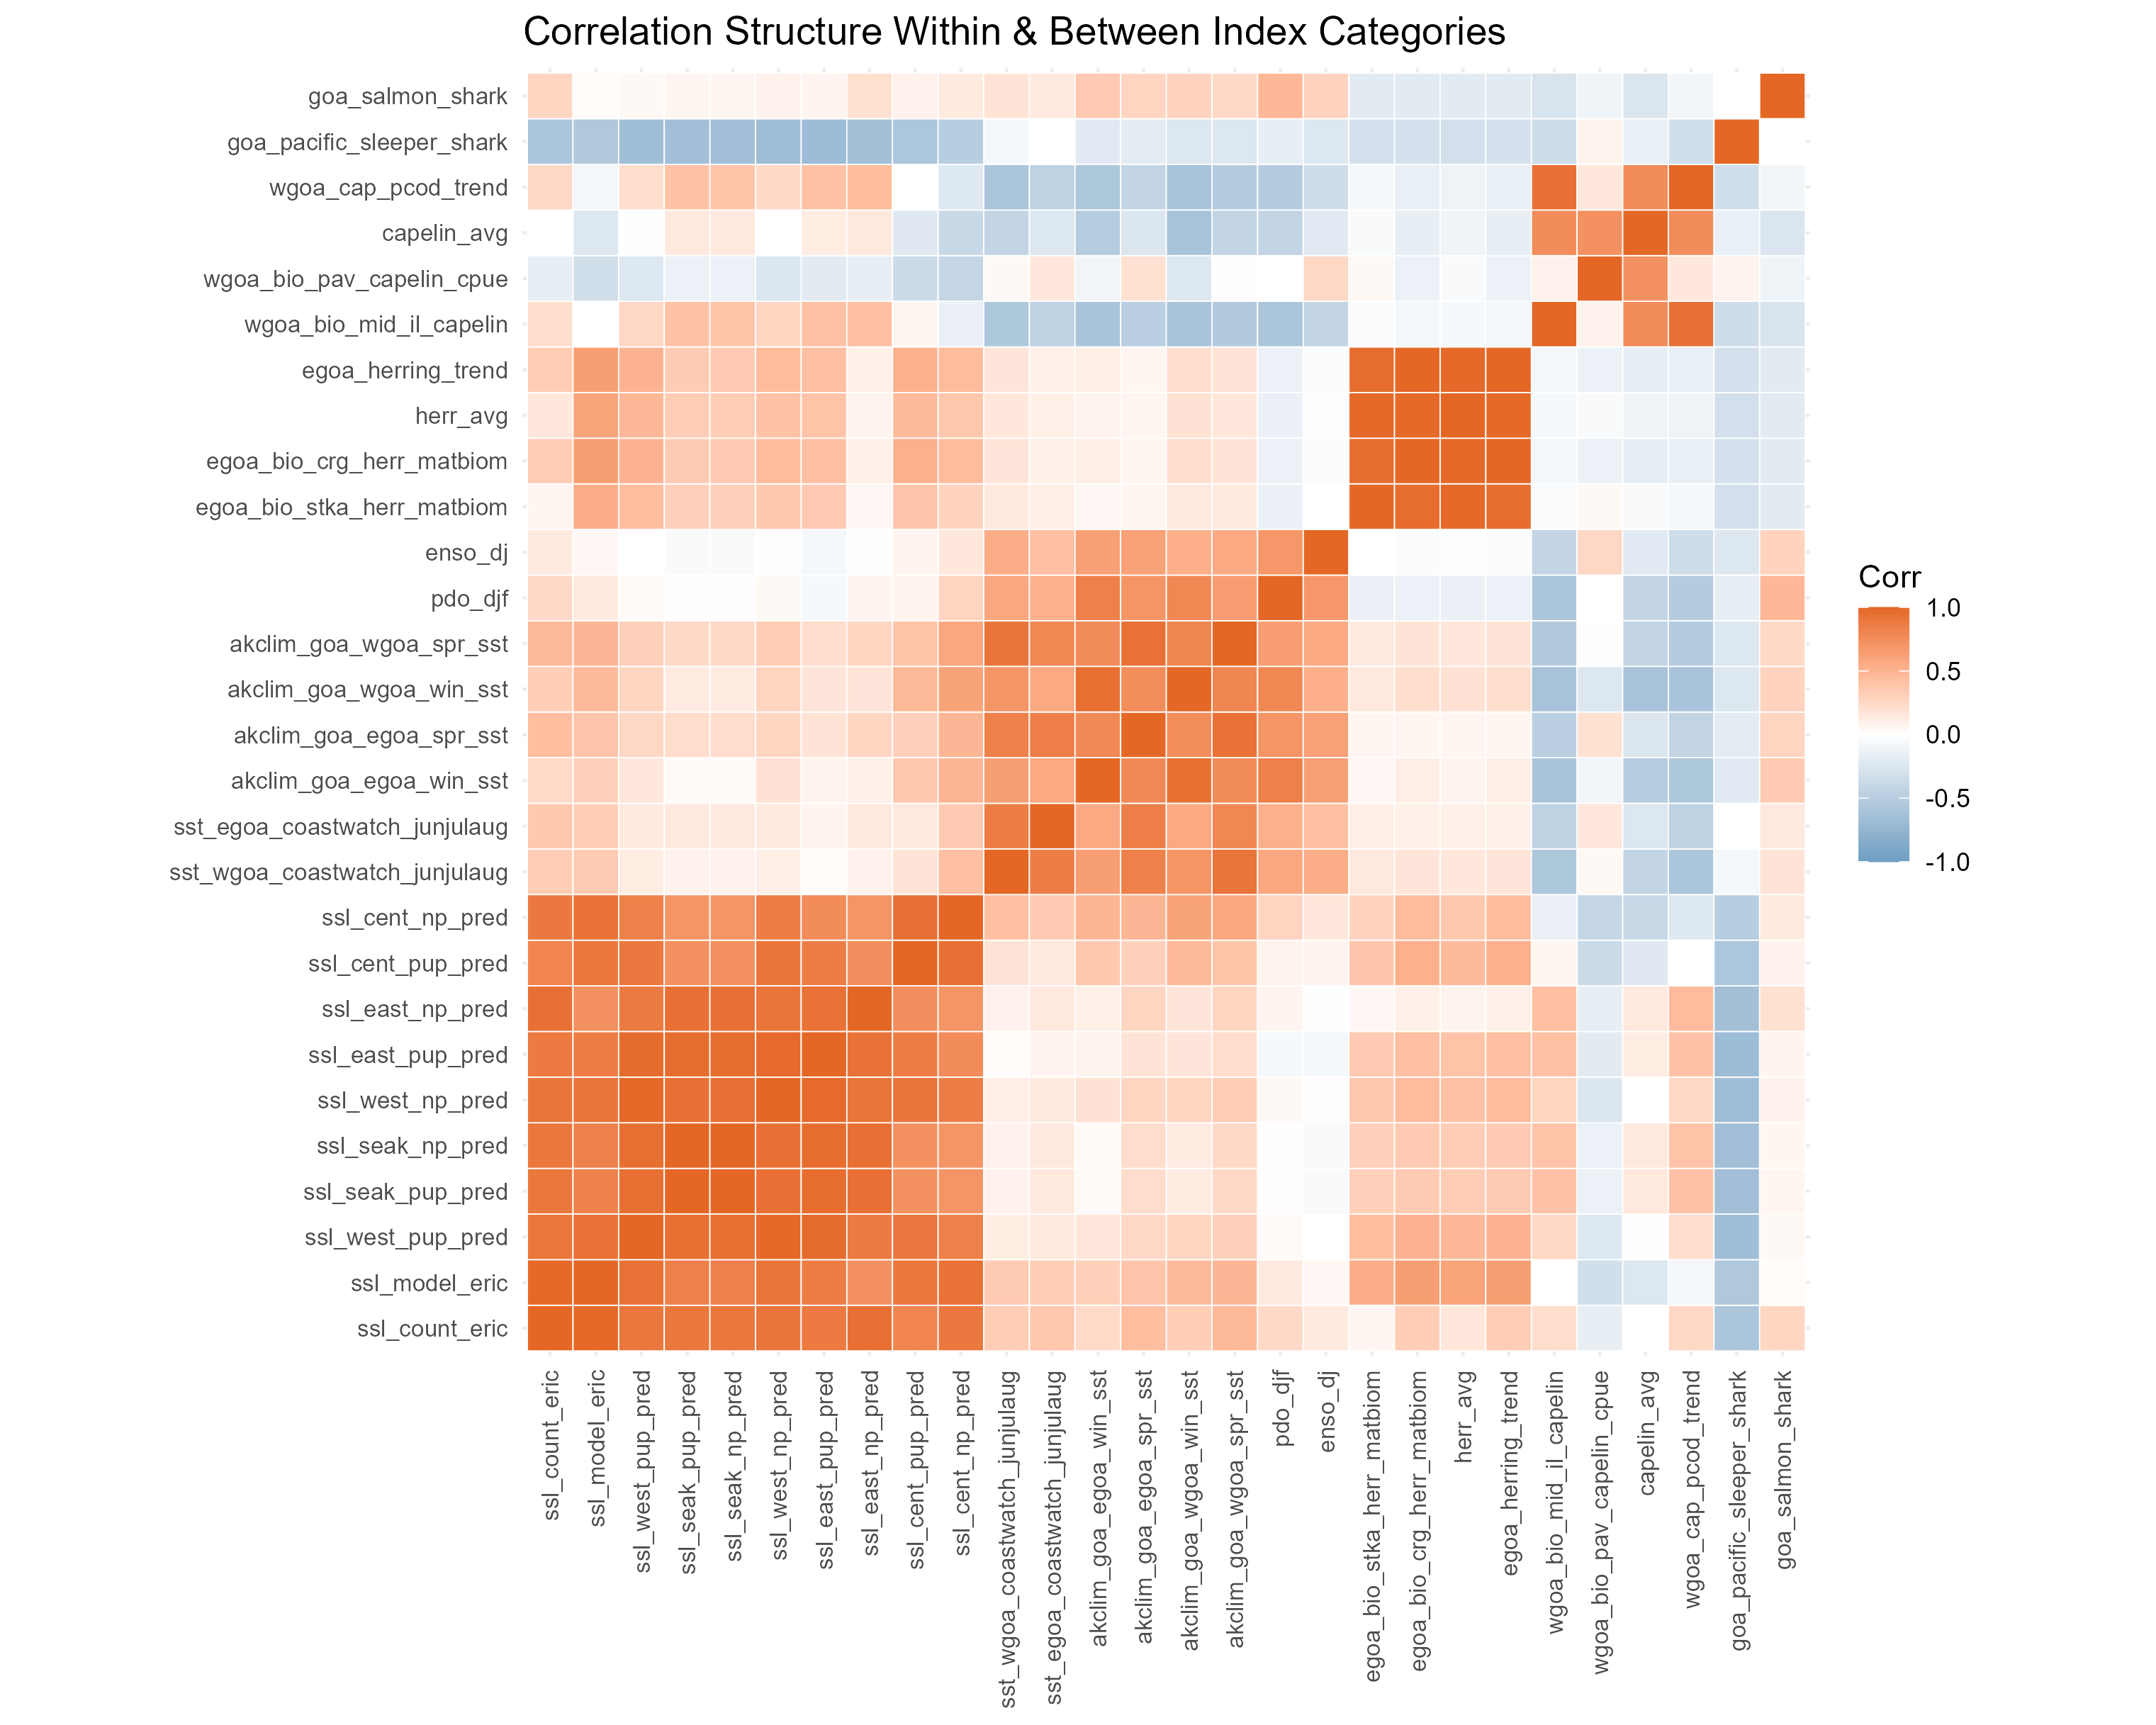 Correlation Structure Within & Between Index Categories
goa_salmon_shark
goa_pacific_sleeper_shark
wgoa_cap_pcod_trend
capelin_avg
wgoa_bio_pav_capelin_cpue
wgoa_bio_mid_il_capelin
egoa_herring_trend
herr_avg
egoa_bio_crg_herr_matbiom
egoa_bio_stka_herr_matbiom
enso_dj
pdo_djf
akclim_goa_wgoa_spr_sst
akclim_goa_wgoa_win_sst
akclim_goa_egoa_spr_sst
akclim_goa_egoa_win_sst
sst_egoa_coastwatch_junjulaug
sst_wgoa_coastwatch_junjulaug
ssl_cent_np_pred
ssl_cent_pup_pred
ssl_east_np_pred
ssl_east_pup_pred
ssl_west_np_pred
ssl_seak_np_pred
ssl_seak_pup_pred
ssl_west_pup_pred
ssl_model_eric
ssl_count_eric
ssl_count_eric
ssl_model_eric
ssl_west_pup_pred
ssl_seak_pup_pred
ssl_seak_np_pred
ssl_west_np_pred
ssl_east_pup_pred
ssl_east_np_pred
ssl_cent_pup_pred
ssl_cent_np_pred
sst_wgoa_coastwatch_junjulaug
sst_egoa_coastwatch_junjulaug
akclim_goa_egoa_win_sst
akclim_goa_egoa_spr_sst
akclim_goa_wgoa_win_sst
akclim_goa_wgoa_spr_sst
pdo_djf
enso_dj
egoa_bio_stka_herr_matbiom
egoa_bio_crg_herr_matbiom
herr_avg
egoa_herring_trend
wgoa_bio_mid_il_capelin
wgoa_bio_pav_capelin_cpue
capelin_avg
wgoa_cap_pcod_trend
goa_pacific_sleeper_shark
goa_salmon_shark
Corr
1.0
0.5
0.0
-0.5
-1.0